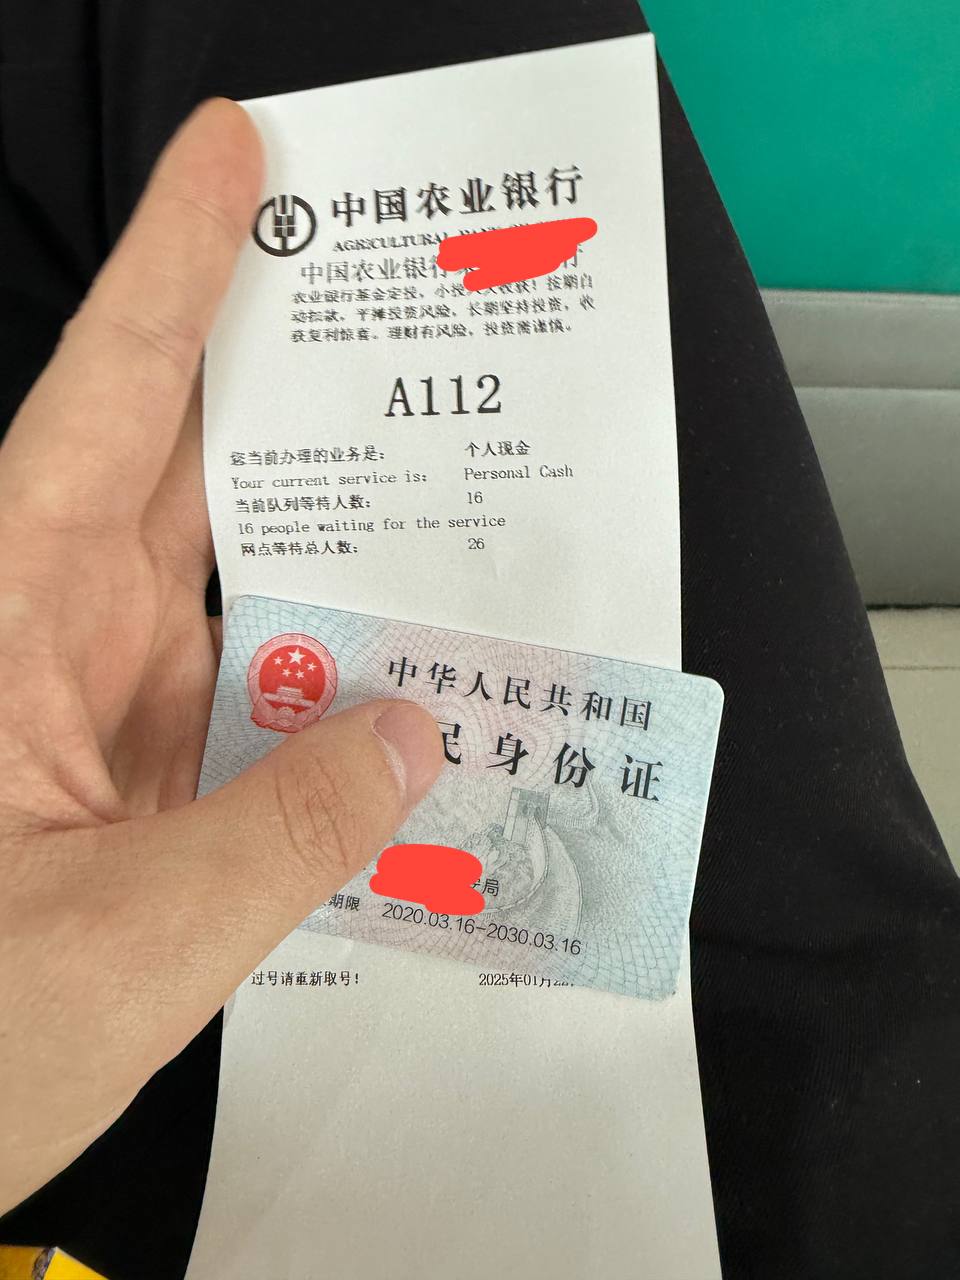 中国农业银行
AGRICULTURAL BANK
中国农业银行
农业银行基金定投，小投入大收获！按期自
动扣款，平摊投资风险，长期坚持投资，收
获复利惊喜。理财有风险，投资需谨慎。
A112
您当前办理的业务是： 个人现金
Your current service is: Personal Cash
当前队列等待人数： 16
16 people waiting for the service
网点等待总人数： 26
中华人民共和国
民身份证
局
期限 2020.03.16-2030.03.16
过号请重新取号！ 2025年01月22